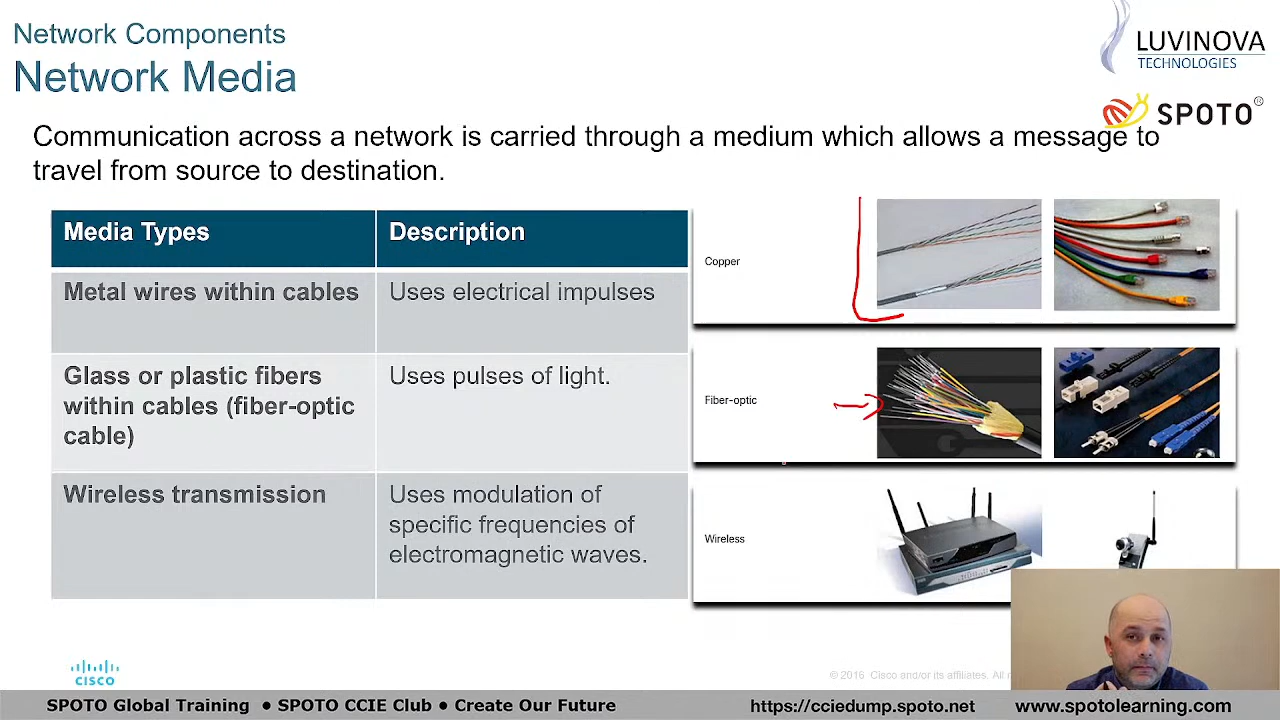 Network Components
Network Media
LUVINOVA
TECHNOLOGIES
SPOTO®
Communication across a network is carried through a medium which allows a message to
travel from source to destination.
Media Types
Description
Metal wires within cables
Uses electrical impulses
Glass or plastic fibers
within cables (fiber-optic
cable)
Uses pulses of light.
Wireless transmission
Uses modulation of
specific frequencies of
electromagnetic waves.
Copper
Fiber-optic
Wireless
CISCO
© 2016 Cisco and/or its affiliates. All
SPOTO Global Training ● SPOTO CCIE Club ● Create Our Future
https://cciedump.spoto.net
www.spotolearning.com